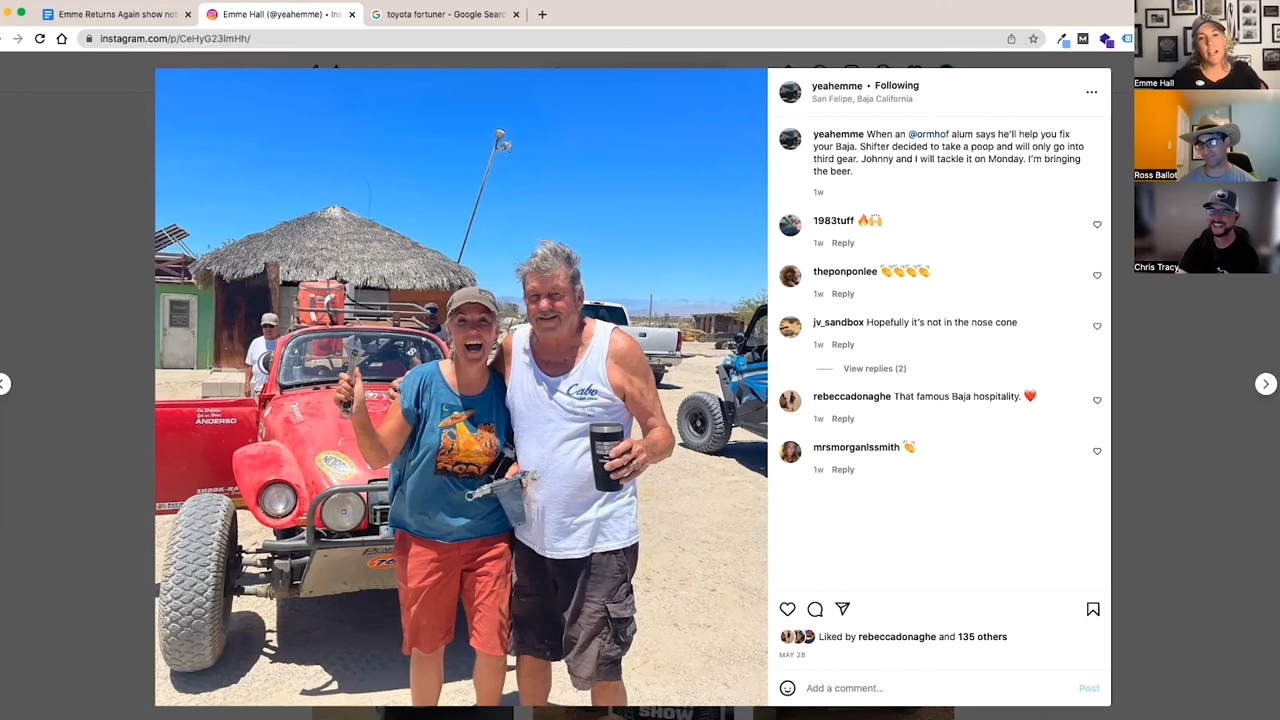 Emme Returns Again show not
Emme Hall (@yeahemme) • Ins
toyota fortuner - Google Searc
instagram.com/p/CeHyG23ImHh/
Emme Hall
Ross Ballot
Chris Tracy
yeahemme • Following
San Felipe, Baja California
yeahemme When an @ormhof alum says he'll help you fix
your Baja. Shifter decided to take a poop and will only go into
third gear. Johnny and I will tackle it on Monday. I'm bringing
the beer.
1w
1983tuff 🔥🙌
1w Reply
theponponlee 👏👏👏👏
1w Reply
jv_sandbox Hopefully it's not in the nose cone
1w Reply
View replies (2)
rebeccadonaghe That famous Baja hospitality. ❤️
1w Reply
mrsmorganlssmith 👏
1w Reply
Liked by rebeccadonaghe and 135 others
MAY 28
Add a comment...
Post
ANDERSO
NORRA
Cabo
SHOW